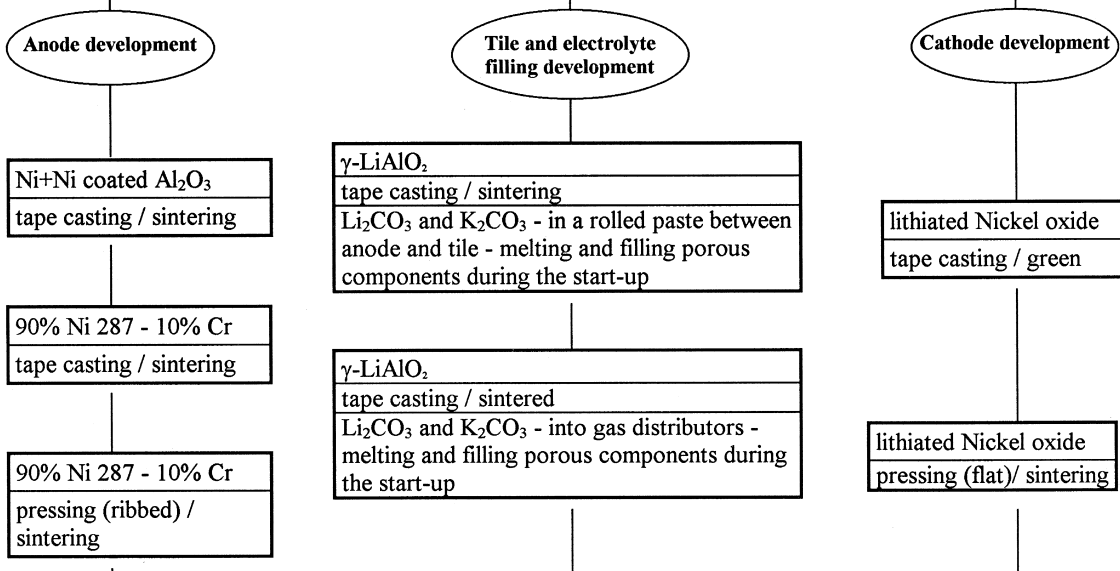 Anode development
Ni+Ni coated Al₂O₃
tape casting / sintering
90% Ni 287 - 10% Cr
tape casting / sintering
90% Ni 287 - 10% Cr
pressing (ribbed) /
sintering
Tile and electrolyte
filling development
γ-LiAlO₂
tape casting / sintering
Li₂CO₃ and K₂CO₃ - in a rolled paste between
anode and tile - melting and filling porous
components during the start-up
γ-LiAlO₂
tape casting / sintered
Li₂CO₃ and K₂CO₃ - into gas distributors -
melting and filling porous components during
the start-up
Cathode development
lithiated Nickel oxide
tape casting / green
lithiated Nickel oxide
pressing (flat)/ sintering